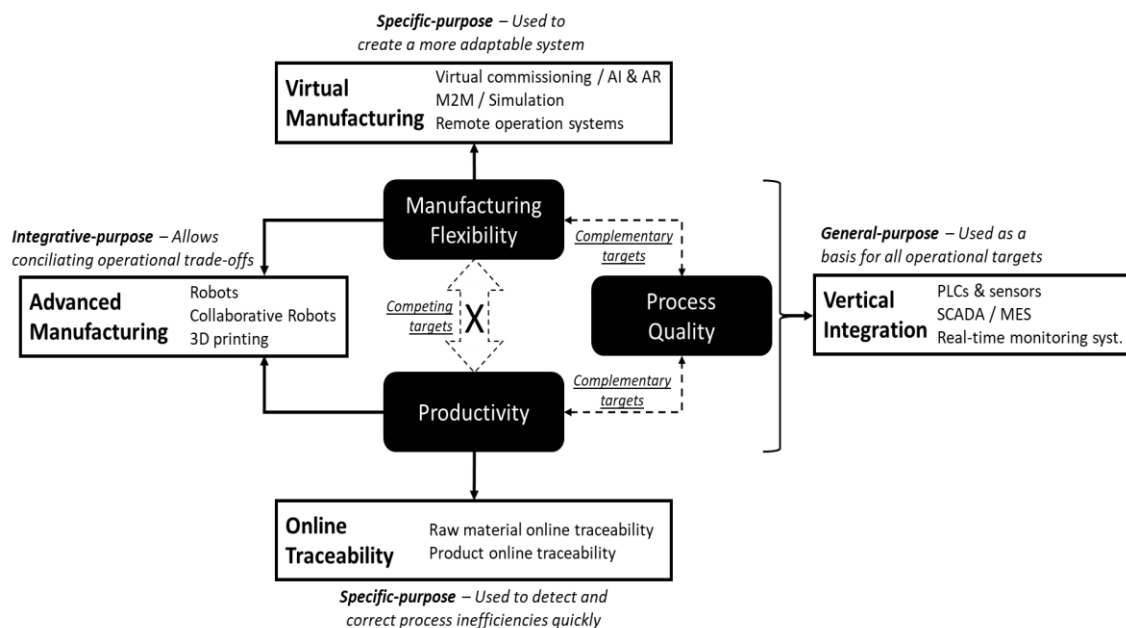 Specific-purpose – Used to
create a more adaptable system
Virtual
Manufacturing
Virtual commissioning / AI & AR
M2M / Simulation
Remote operation systems
Manufacturing
Flexibility
Complementary
targets
Integrative-purpose – Allows
conciliating operational trade-offs
Advanced
Manufacturing
Robots
Collaborative Robots
3D printing
Competing
targets
X
Process
Quality
General-purpose – Used as a
basis for all operational targets
Vertical
Integration
PLCs & sensors
SCADA / MES
Real-time monitoring syst.
Complementary
targets
Productivity
Online
Traceability
Raw material online traceability
Product online traceability
Specific-purpose – Used to detect and
correct process inefficiencies quickly